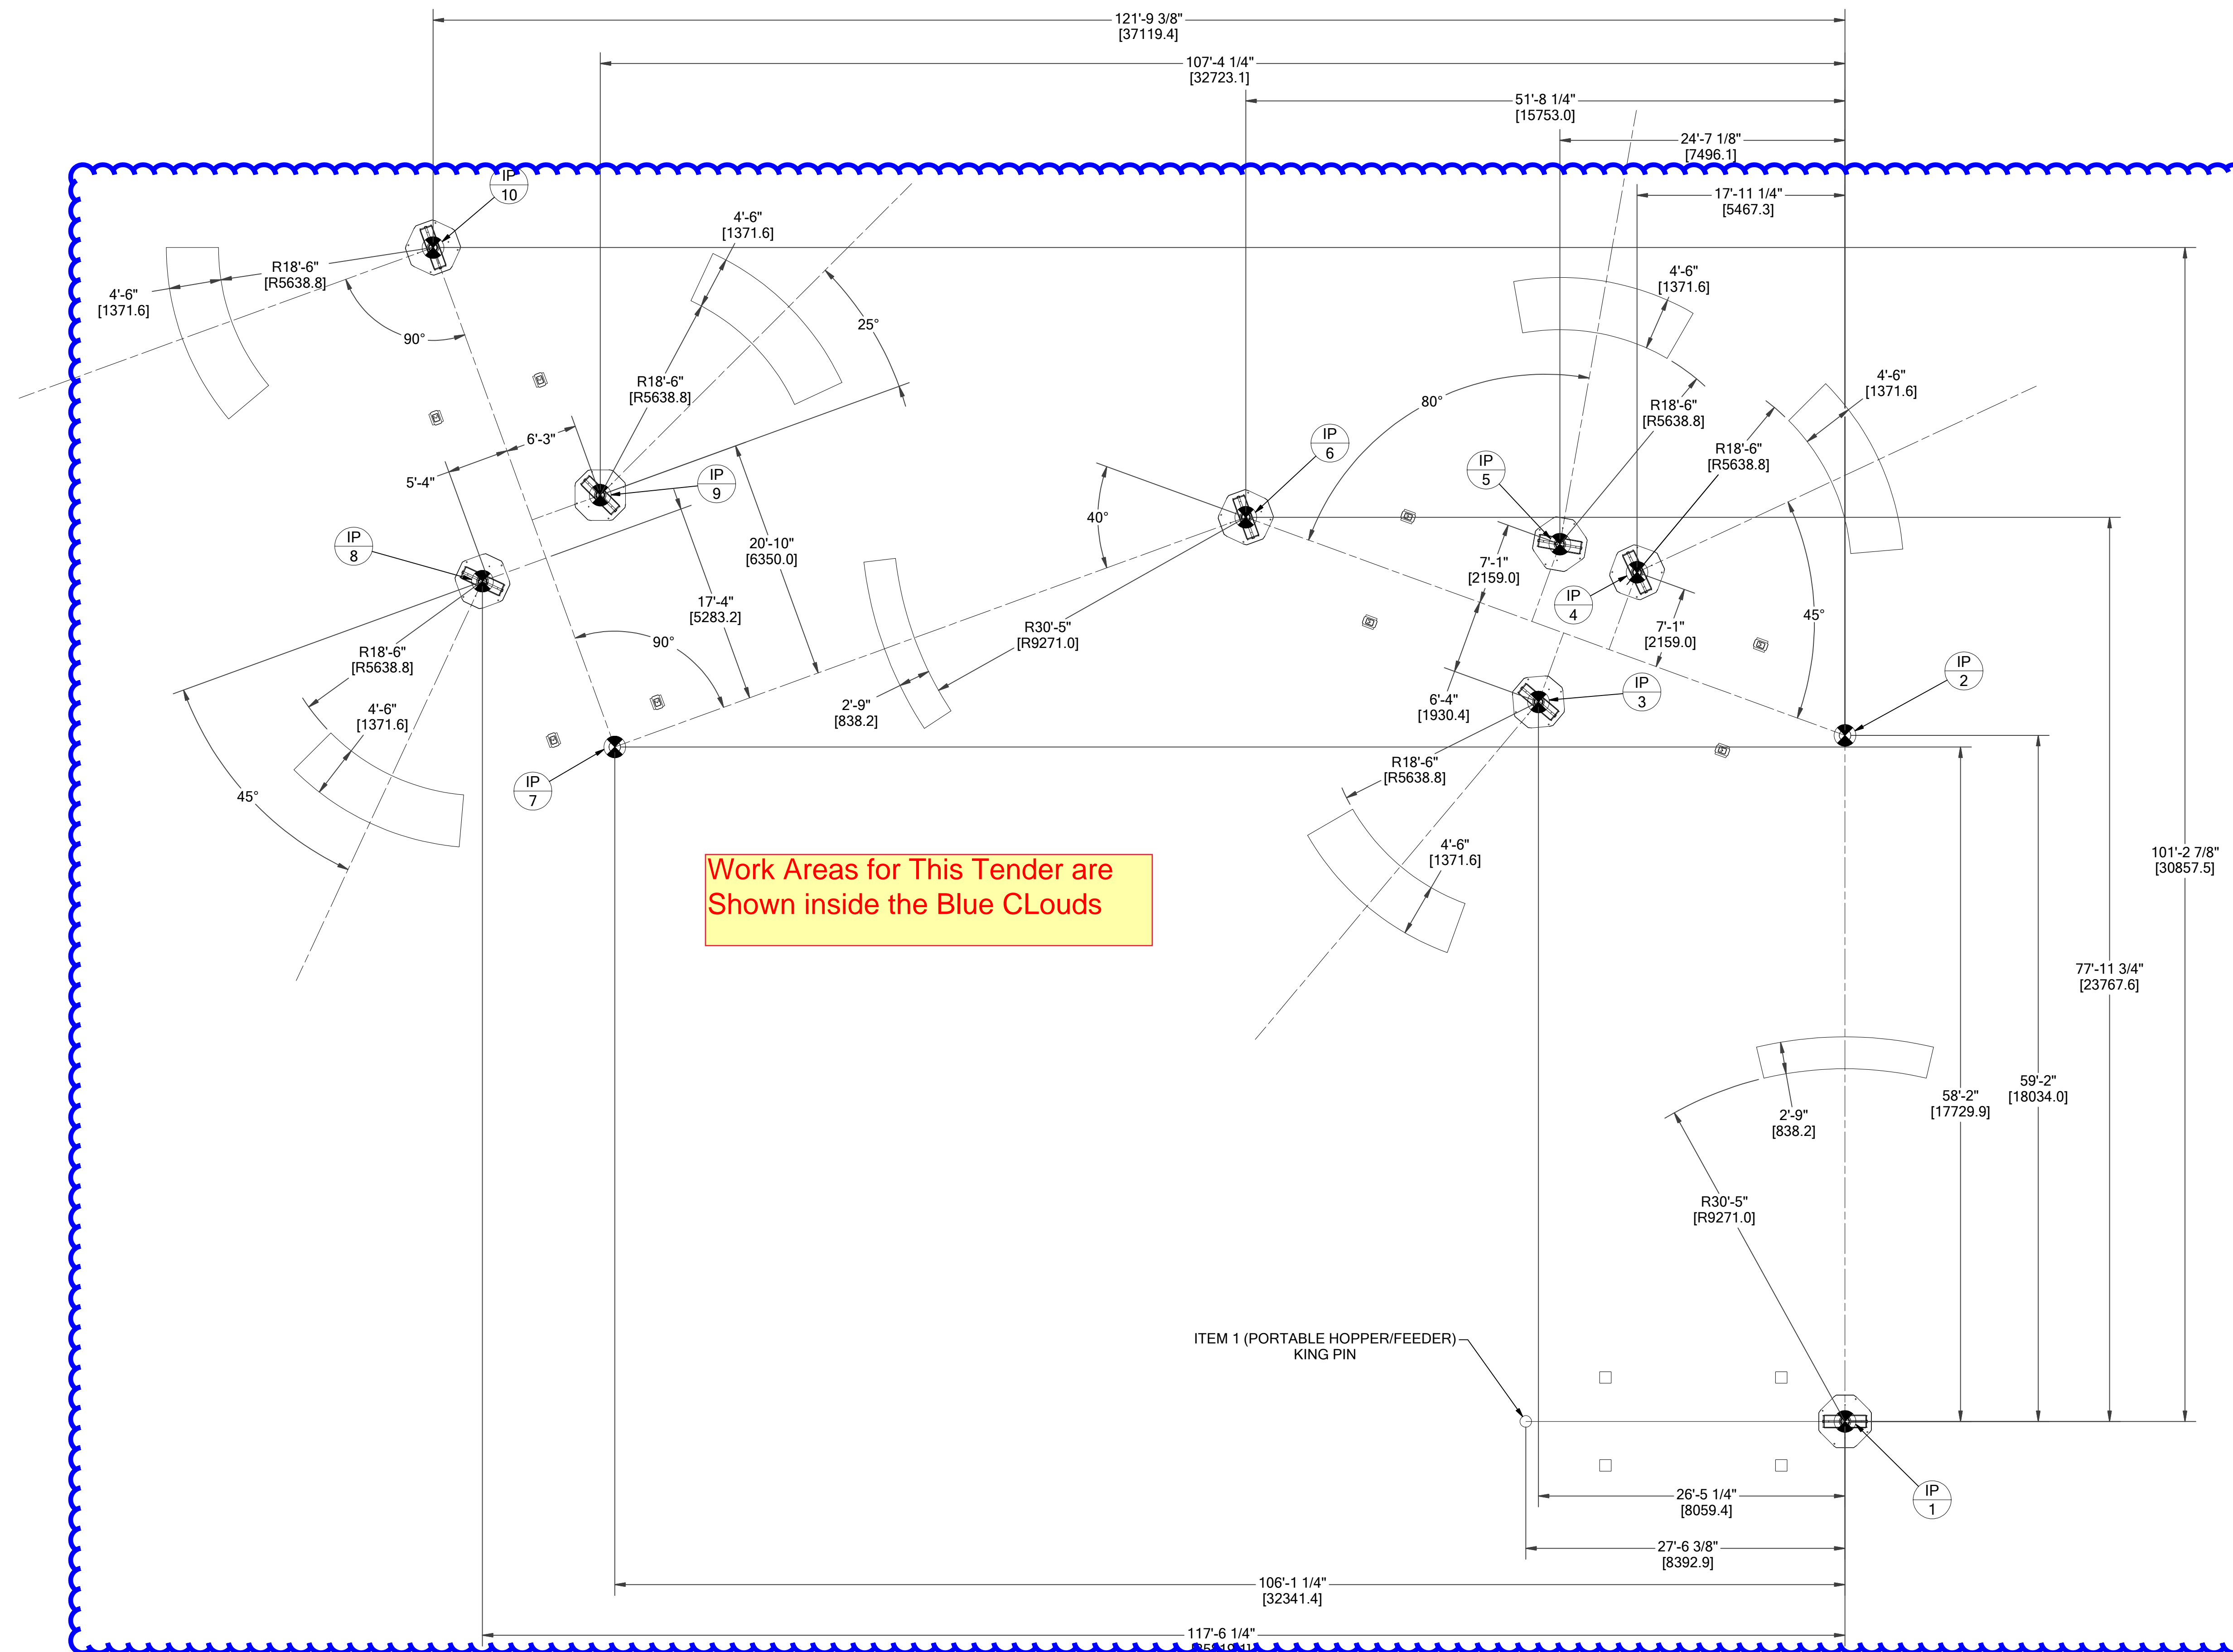 121'-9 3/8"
[37119.4]
107'-4 1/4"
[32723.1]
51'-8 1/4"
[15753.0]
24'-7 1/8"
[7496.1]
17'-11 1/4"
[5467.3]
IP
10
4'-6"
[1371.6]
R18'-6"
[R5638.8]
4'-6"
[1371.6]
90°
25°
R18'-6"
[R5638.8]
4'-6"
[1371.6]
80°
R18'-6"
[R5638.8]
4'-6"
[1371.6]
R18'-6"
[R5638.8]
6'-3"
5'-4"
IP
9
IP
6
IP
5
40°
IP
8
20'-10"
[6350.0]
17'-4"
[5283.2]
7'-1"
[2159.0]
IP
4
45°
7'-1"
[2159.0]
90°
R30'-5"
[R9271.0]
R18'-6"
[R5638.8]
4'-6"
[1371.6]
2'-9"
[838.2]
6'-4"
[1930.4]
IP
3
IP
2
R18'-6"
[R5638.8]
45°
IP
7
4'-6"
[1371.6]
Work Areas for This Tender are
Shown inside the Blue CLouds
101'-2 7/8"
[30857.5]
77'-11 3/4"
[23767.6]
59'-2"
[18034.0]
58'-2"
[17729.9]
2'-9"
[838.2]
R30'-5"
[R9271.0]
ITEM 1 (PORTABLE HOPPER/FEEDER)
KING PIN
26'-5 1/4"
[8059.4]
IP
1
27'-6 3/8"
[8392.9]
106'-1 1/4"
[32341.4]
117'-6 1/4"